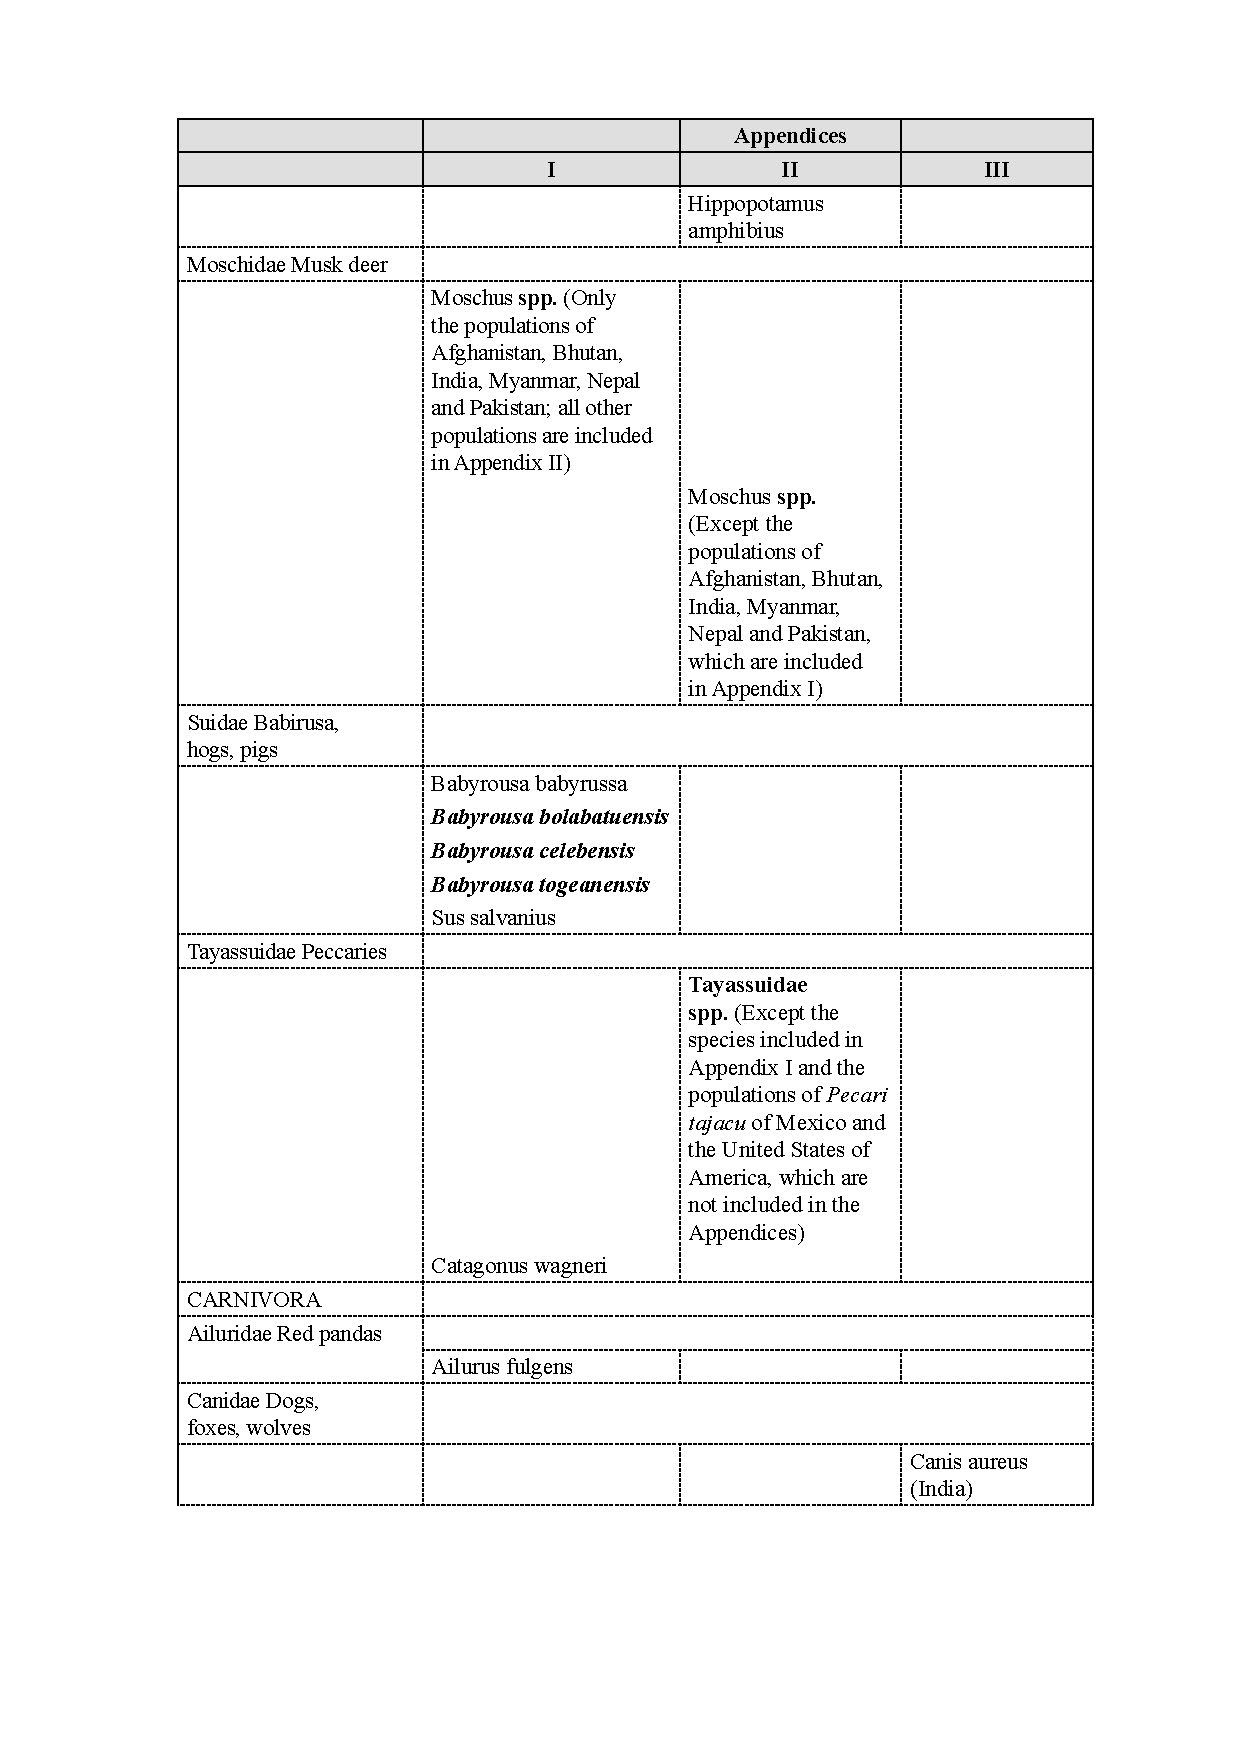 Appendices
I II III
Hippopotamus
amphibius
Moschidae Musk deer
Moschus spp. (Only
the populations of
Afghanistan, Bhutan,
India, Myanmar, Nepal
and Pakistan; all other
populations are included
in Appendix II)
Moschus spp.
(Except the
populations of
Afghanistan, Bhutan,
India, Myanmar,
Nepal and Pakistan,
which are included
in Appendix I)
Suidae Babirusa,
hogs, pigs
Babyrousa babyrussa
Babyrousa bolabatuensis
Babyrousa celebensis
Babyrousa togeanensis
Sus salvanius
Tayassuidae Peccaries
Tayassuidae
spp. (Except the
species included in
Appendix I and the
populations of Pecari
tajacu of Mexico and
the United States of
America, which are
not included in the
Appendices)
Catagonus wagneri
CARNIVORA
Ailuridae Red pandas
Ailurus fulgens
Canidae Dogs,
foxes, wolves
Canis aureus
(India)